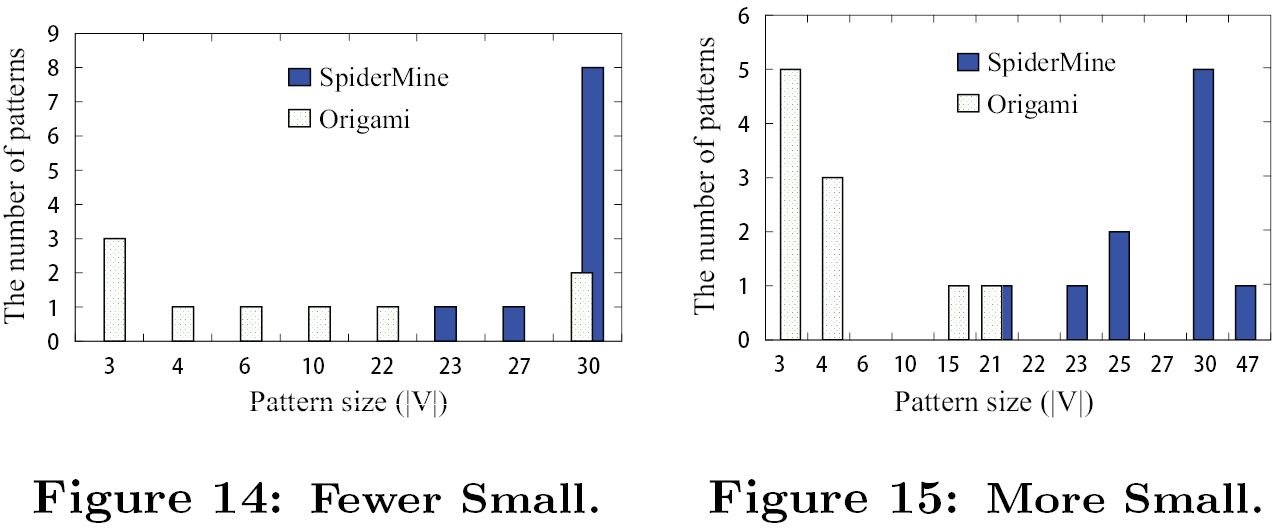 The number of patterns
9
8
7
6
5
4
3
2
1
0
SpiderMine
Origami
3 4 6 10 22 23 27 30
Pattern size (|V|)
Figure 14: Fewer Small.
The number of patterns
6
5
4
3
2
1
0
SpiderMine
Origami
3 4 6 10 15 21 22 23 25 27 30 47
Pattern size (|V|)
Figure 15: More Small.